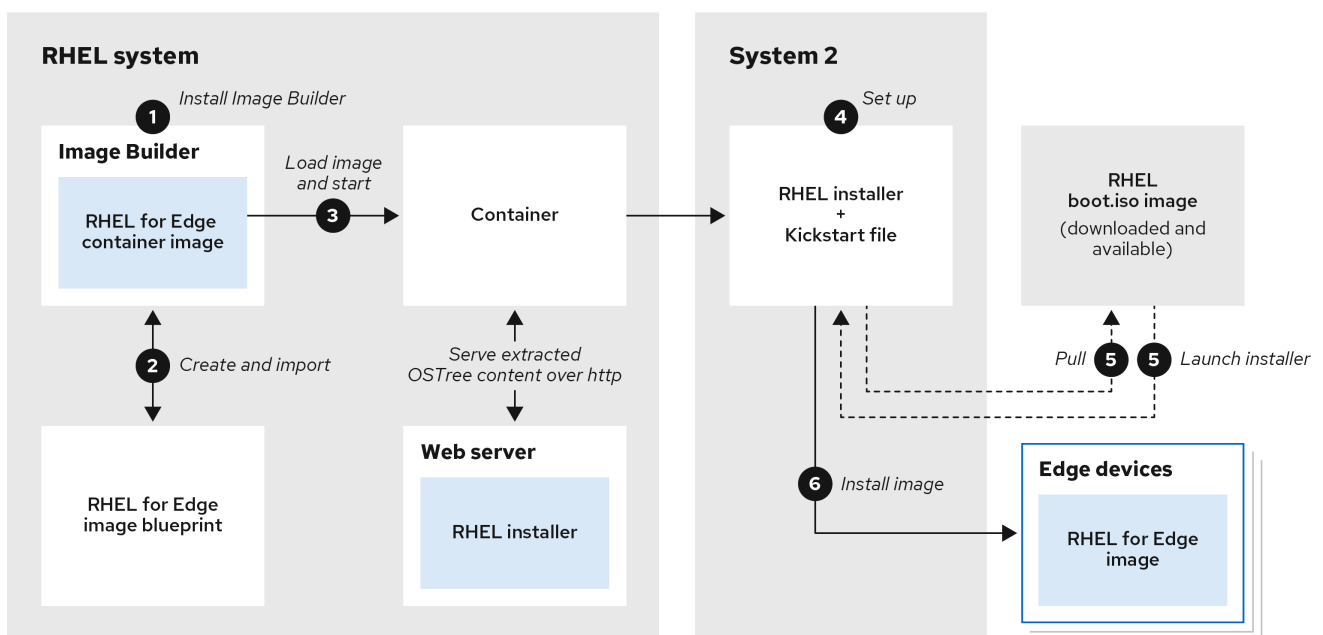 RHEL system
1
Install Image Builder
Image Builder
RHEL for Edge
container image
Load image
and start
3
Container
2
Create and import
Serve extracted
OSTree content over http
RHEL for Edge
image blueprint
Web server
RHEL installer
System 2
4
Set up
RHEL installer
+
Kickstart file
RHEL
boot.iso image
(downloaded and
available)
Pull
5
5
Launch installer
6
Install image
Edge devices
RHEL for Edge
image